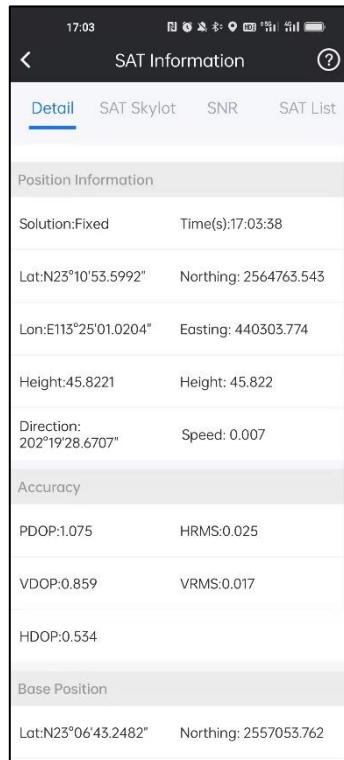 17:03
SAT Information
Detail SAT Skylot SNR SAT List
Position Information
Solution:Fixed Time(s):17:03:38
Lat:N23°10'53.5992" Northing: 2564763.543
Lon:E113°25'01.0204" Easting: 440303.774
Height:45.8221 Height: 45.822
Direction:
202°19'28.6707" Speed: 0.007
Accuracy
PDOP:1.075 HRMS:0.025
VDOP:0.859 VRMS:0.017
HDOP:0.534
Base Position
Lat:N23°06'43.2482" Northing: 2557053.762